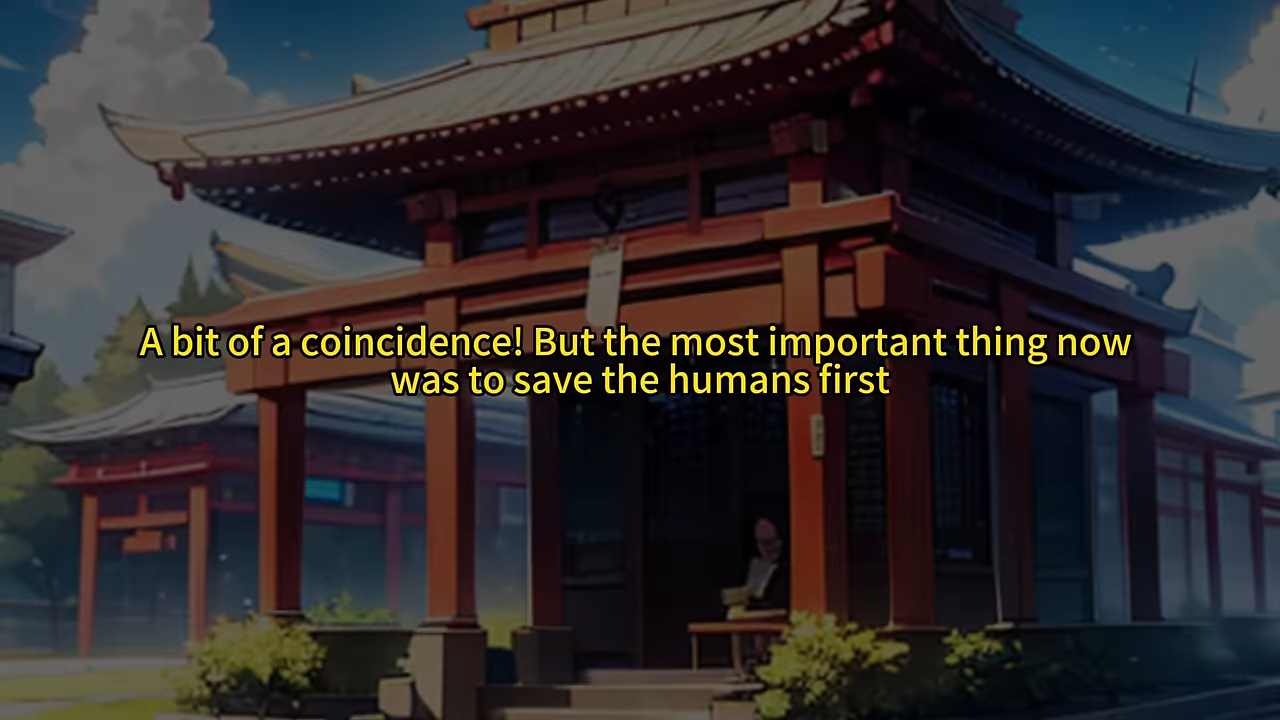 A bit of a coincidence! But the most important thing now
was to save the humans first